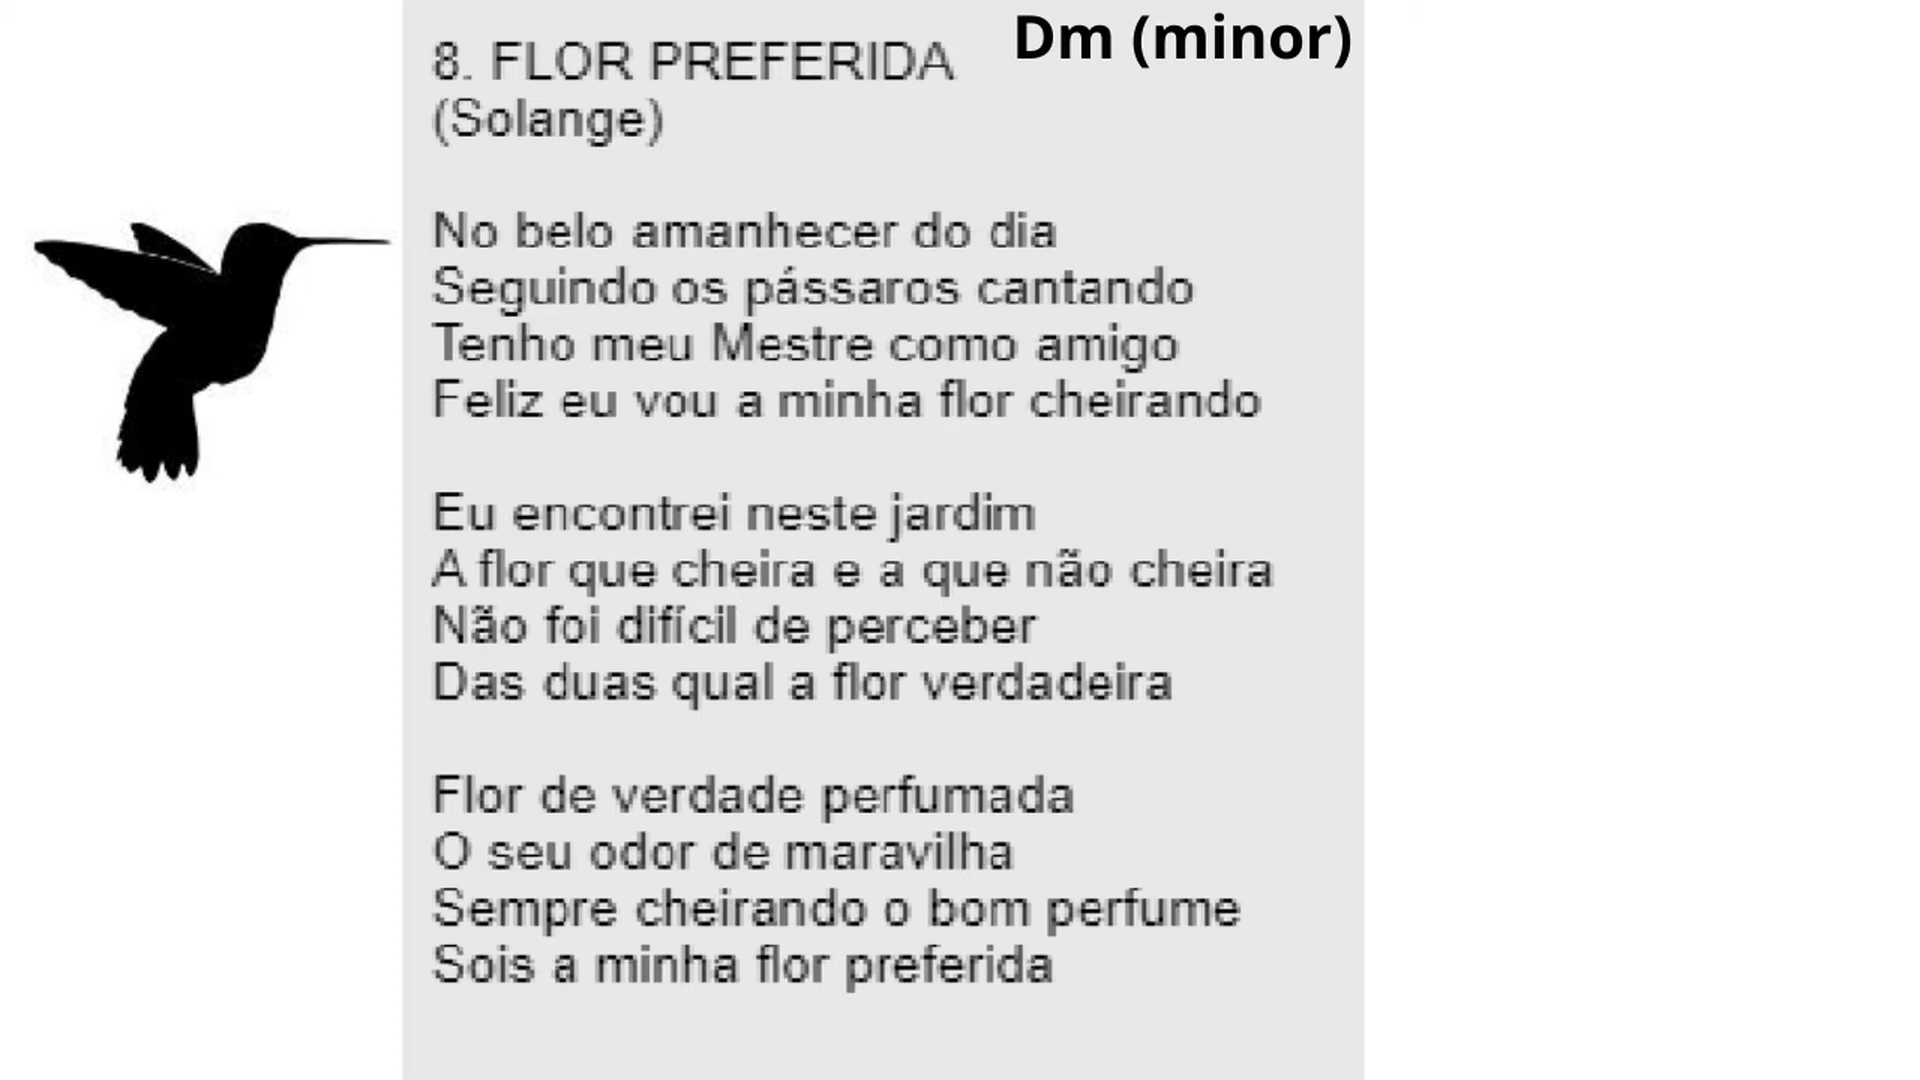 8. FLOR PREFERIDA
Dm (minor)
(Solange)
No belo amanhecer do dia
Seguindo os pássaros cantando
Tenho meu Mestre como amigo
Feliz eu vou a minha flor cheirando
Eu encontrei neste jardim
A flor que cheira e a que não cheira
Não foi difícil de perceber
Das duas qual a flor verdadeira
Flor de verdade perfumada
O seu odor de maravilha
Sempre cheirando o bom perfume
Sois a minha flor preferida